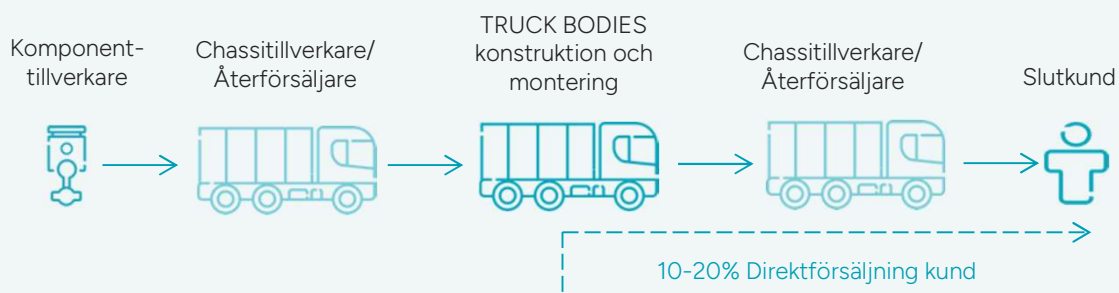 Komponent-
tillverkare
Chassitillverkare/
Återförsäljare
TRUCK BODIES
konstruktion och
montering
Chassitillverkare/
Återförsäljare
Slutkund
10-20% Direktförsäljning kund